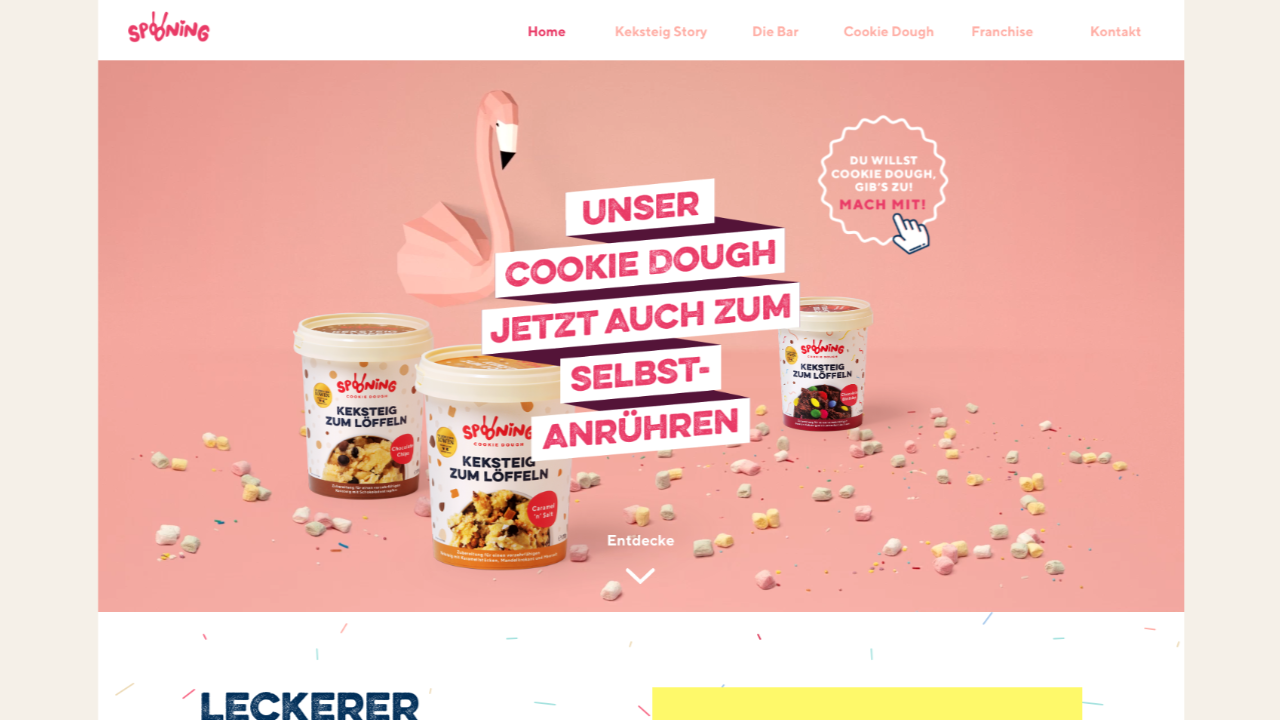 SPOONING
Home
Keksteig Story
Die Bar
Cookie Dough
Franchise
Kontakt
DU WILLST
COOKIE DOUGH,
GIB'S ZU!
MACH MIT!
UNSER
COOKIE DOUGH
JETZT AUCH ZUM
SELBST-
ANRÜHREN
SPOONING
COOKIE DOUGH
KEKSTEIG
ZUM LÖFFELN
Chocolate
Chips
SPOONING
COOKIE DOUGH
KEKSTEIG
ZUM LÖFFELN
Caramel
'n' Salt
SPOONING
COOKIE DOUGH
KEKSTEIG
ZUM LÖFFELN
Entdecke
LECKERER